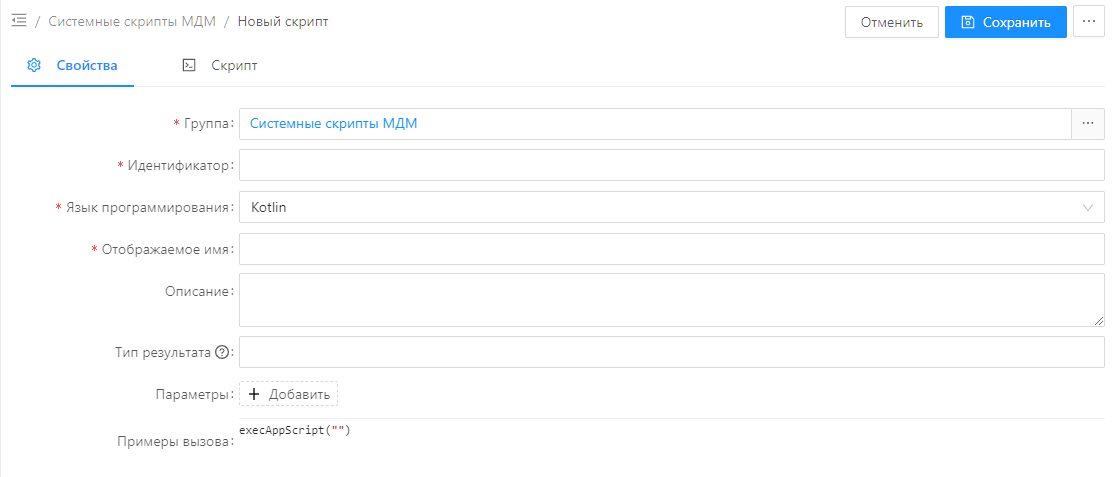 / Системные скрипты МДМ / Новый скрипт
Отменить
Сохранить
···
Свойства
Скрипт
* Группа: Системные скрипты МДМ ···
* Идентификатор:
* Язык программирования: Kotlin
* Отображаемое имя:
Описание:
Тип результата ?:
Параметры: + Добавить
Примеры вызова: execAppScript("")